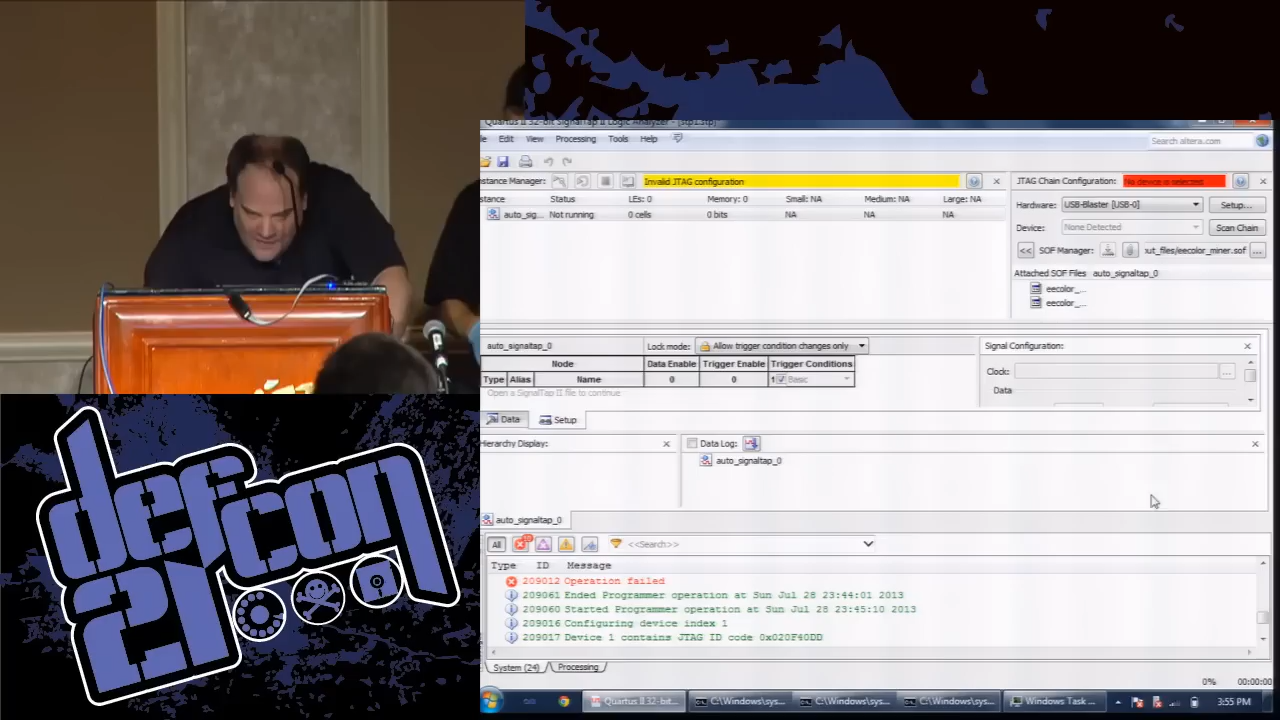 Quartus II 32-bit SignalTap II Logic Analyzer - [stp1.stp]
Edit View Processing Tools Help
Search altera.com
Instance Manager: Invalid JTAG configuration
JTAG Chain Configuration: No device is selected
Instance Status LEs: 0 Memory: 0 Small: NA Medium: NA Large: NA
auto_sig... Not running 0 cells 0 bits NA NA NA
Hardware: USB-Blaster [USB-0] Setup...
Device: None Detected Scan Chain
<< SOF Manager: ut_files/eecolor_miner.sof ...
Attached SOF Files auto_signaltap_0
eecolor_...
eecolor_...
auto_signaltap_0 Lock mode: Allow trigger condition changes only
Signal Configuration:
Node Data Enable Trigger Enable Trigger Conditions
Type Alias Name 0 0 1 Basic
Clock: ...
Open a SignalTap II file to continue
Data
Data Setup
Hierarchy Display:
Data Log:
auto_signaltap_0
auto_signaltap_0
All <<Search>>
Type ID Message
209012 Operation failed
209061 Ended Programmer operation at Sun Jul 28 23:44:01 2013
209060 Started Programmer operation at Sun Jul 28 23:45:10 2013
209016 Configuring device index 1
209017 Device 1 contains JTAG ID code 0x020F40DD
System (24) Processing
0% 00:00:00
Quartus II 32-bit... C:\Windows\sys... C:\Windows\sys... C:\Windows\sys... Windows Task ... 3:55 PM
defcon
21